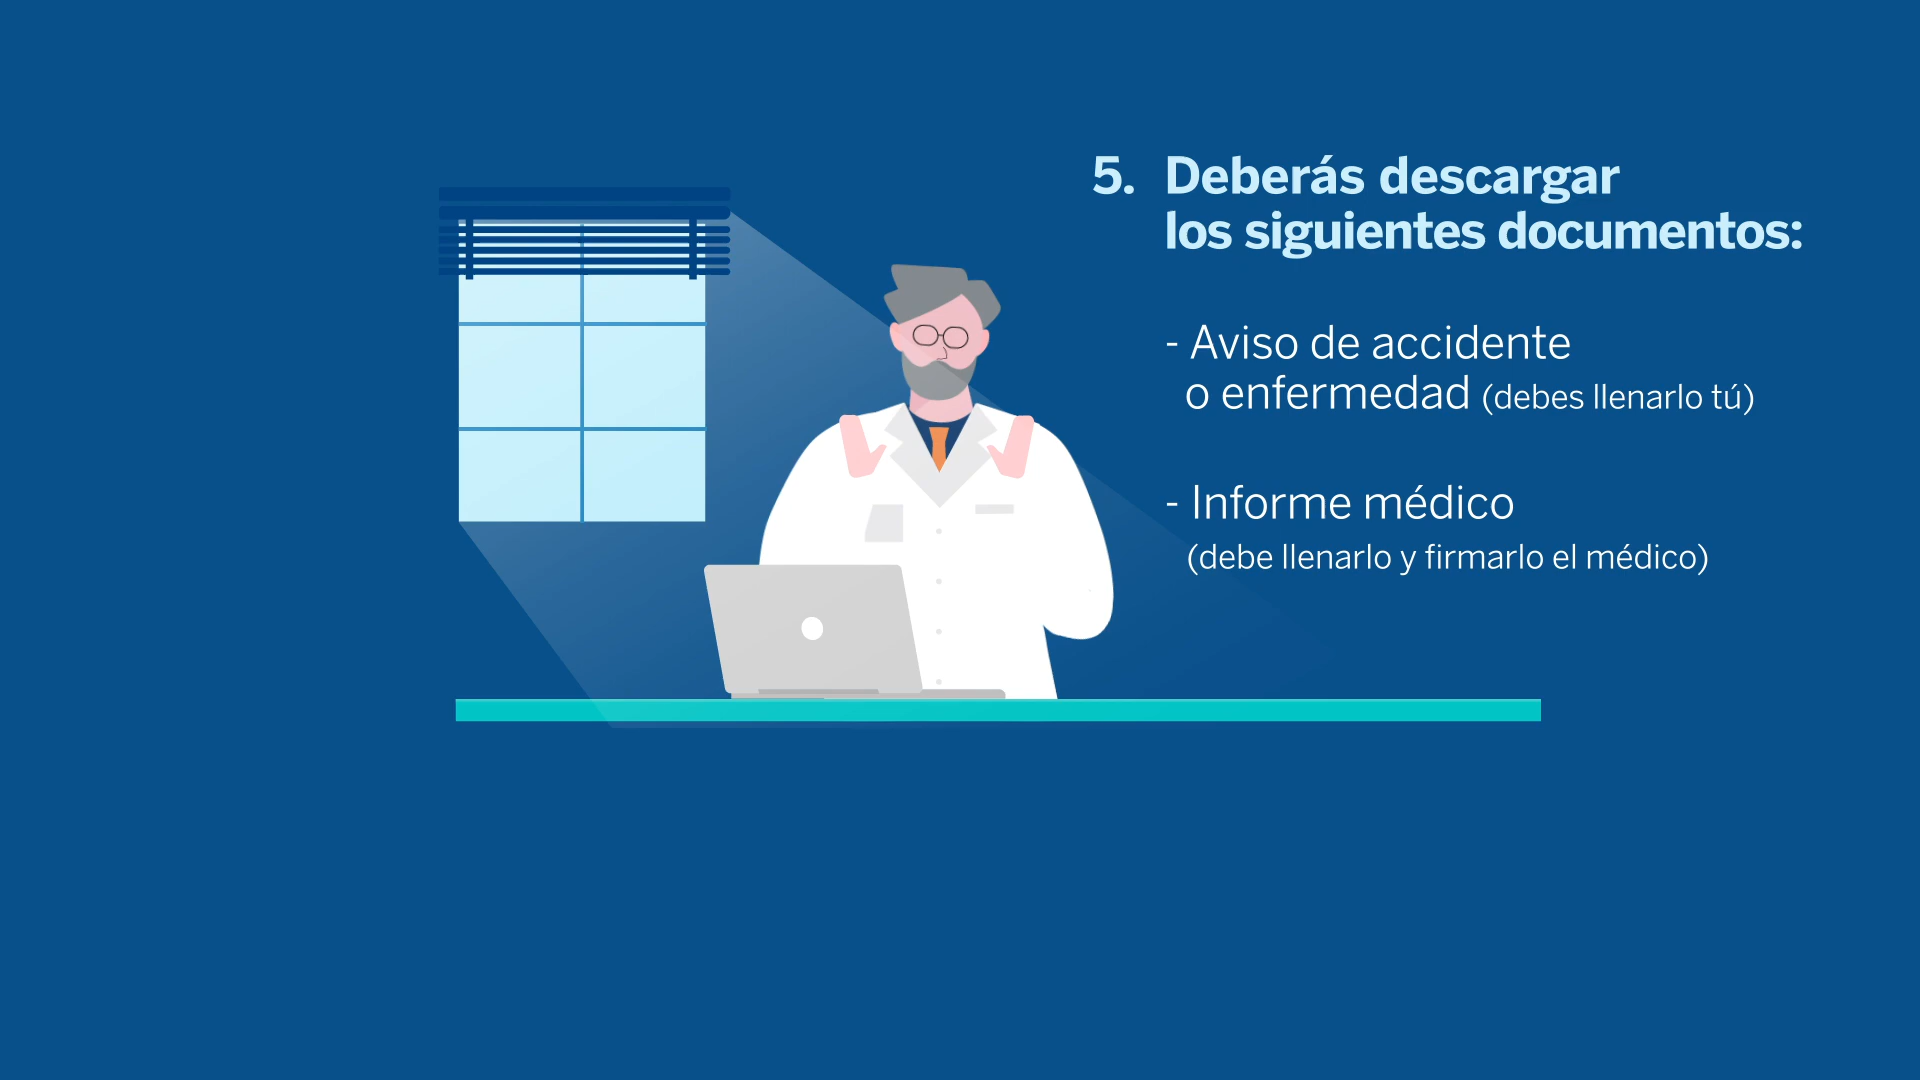 5. Deberás descargar
los siguientes documentos:
- Aviso de accidente
o enfermedad (debes llenarlo tú)
- Informe médico
(debe llenarlo y firmarlo el médico)